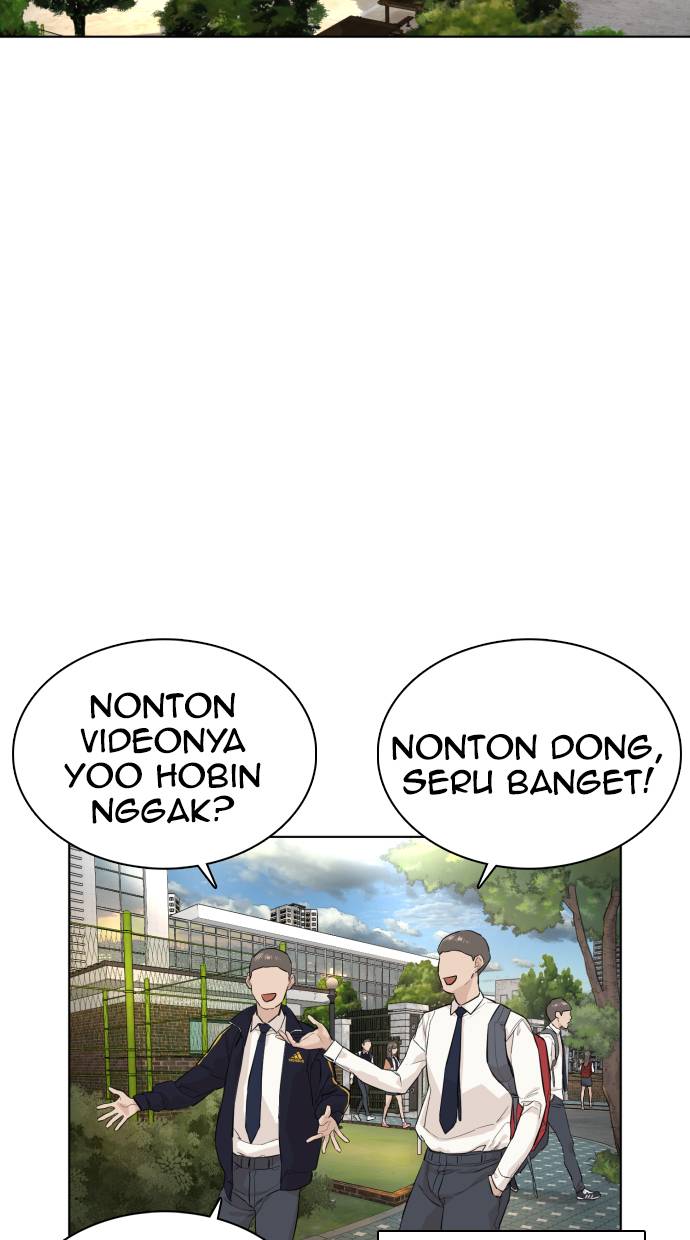 NONTON
VIDEONYA
YOO HOBIN
NGGAK?
NONTON DONG,
SERU BANGET!